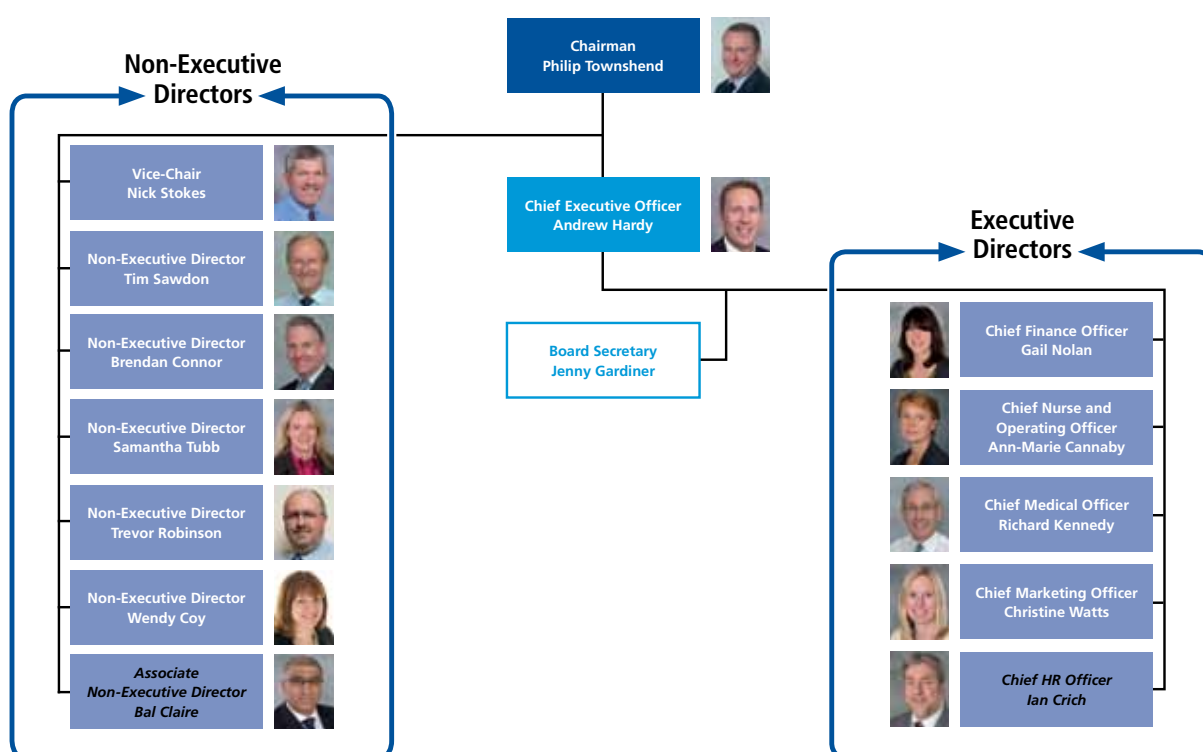 Chairman
Philip Townshend
Non-Executive
Directors
Vice-Chair
Nick Stokes
Non-Executive Director
Tim Sawdon
Non-Executive Director
Brendan Connor
Non-Executive Director
Samantha Tubb
Non-Executive Director
Trevor Robinson
Non-Executive Director
Wendy Coy
Associate
Non-Executive Director
Bal Claire
Chief Executive Officer
Andrew Hardy
Board Secretary
Jenny Gardiner
Executive
Directors
Chief Finance Officer
Gail Nolan
Chief Nurse and
Operating Officer
Ann-Marie Cannaby
Chief Medical Officer
Richard Kennedy
Chief Marketing Officer
Christine Watts
Chief HR Officer
Ian Crich